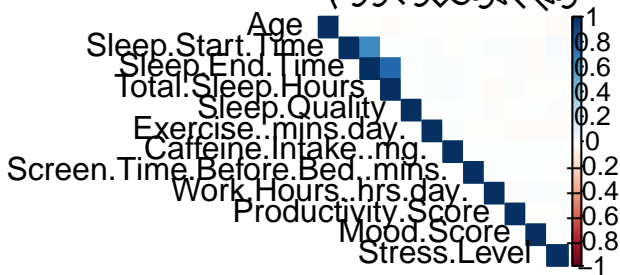 Age
Sleep.Start.Time
Sleep.End.Time
Total.Sleep.Hours
Sleep.Quality
Exercise..mins.day.
Caffeine.Intake..mg.
Screen.Time.Before.Bed..mins.
Work.Hours..hrs.day.
Productivity.Score
Mood.Score
Stress.Level
1
0.8
0.6
0.4
0.2
0
-0.2
-0.4
-0.6
-0.8
-1